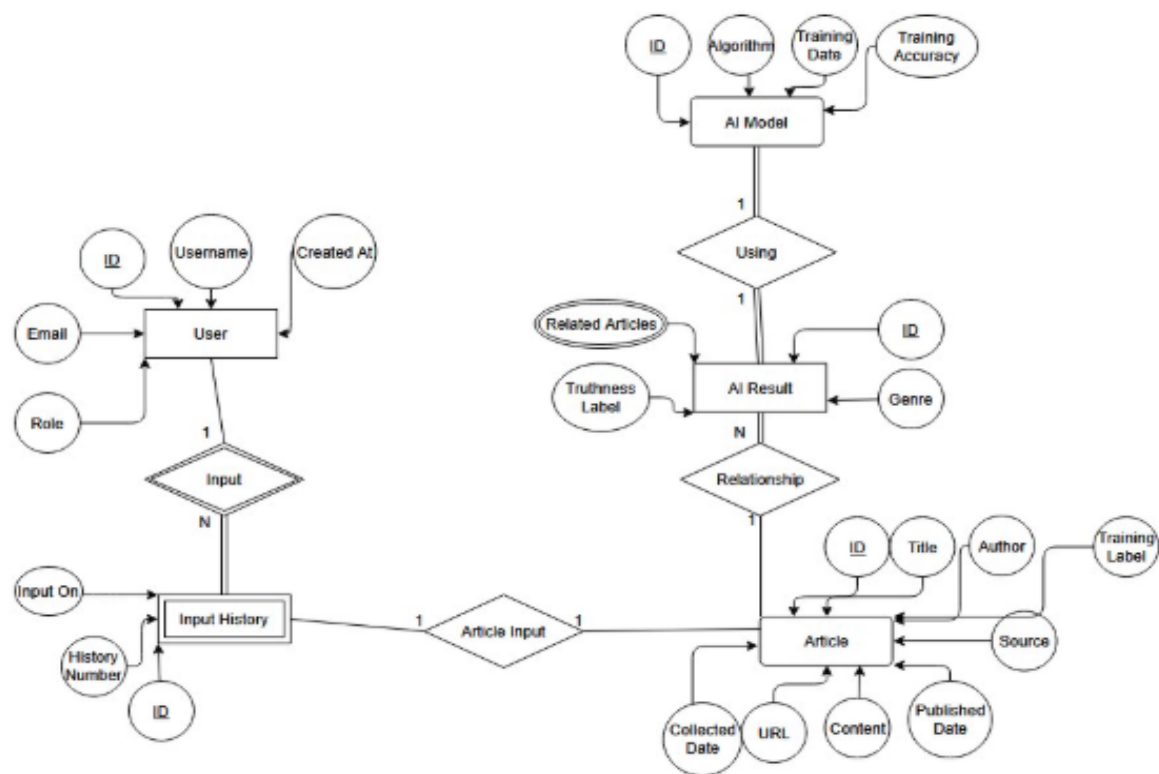 ID
Algorithm
Training
Date
Training
Accuracy
AI Model
1
Using
1
ID
Username
Created At
Email
User
Role
1
Input
N
Related Articles
ID
Truthness
Label
AI Result
Genre
N
Relationship
1
ID
Title
Author
Training
Label
Input On
Input History
1
Article Input
1
Article
Source
History
Number
ID
Collected
Date
URL
Content
Published
Date